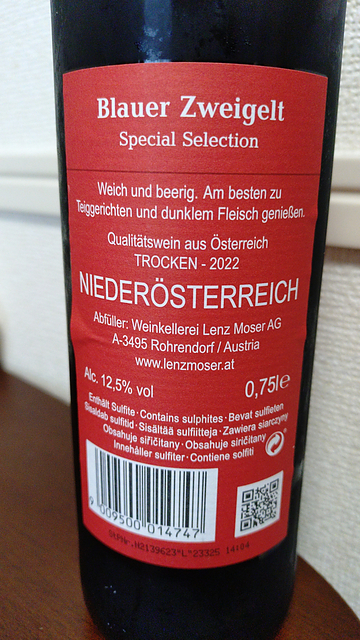 Blauer Zweigelt
Special Selection
Weich und beerig. Am besten zu
Teiggerichten und dunklem Fleisch genießen.
Qualitätswein aus Österreich
TROCKEN - 2022
NIEDERÖSTERREICH
Abfüller: Weinkellerei Lenz Moser AG
A-3495 Rohrendorf / Austria
www.lenzmoser.at
Alc. 12,5% vol 0,75l℮
Enthält Sulfite · Contains sulphites · Bevat sulfieten
Sisaldab sulfitid · Sisältää sulfiitteja · Zawiera siarczyny
Obsahuje siřičitany · Obsahuje siričitany
Innehåller sulfiter · Contiene solfiti
9 009500 014747